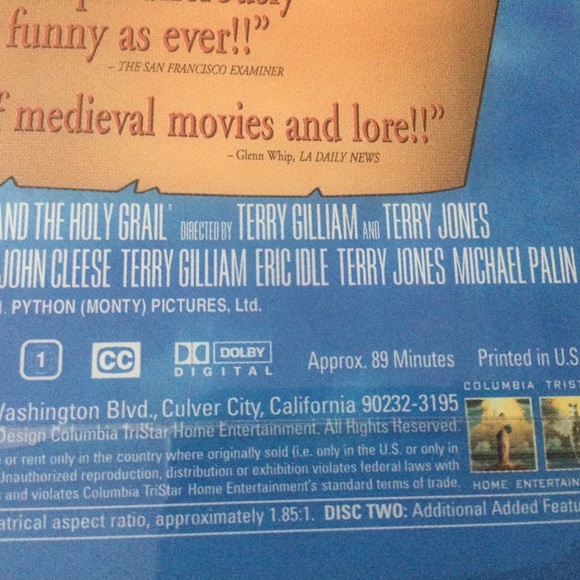 funny as ever!!”
– THE SAN FRANCISCO EXAMINER
f medieval movies and lore!!”
– Glenn Whip, LA DAILY NEWS
AND THE HOLY GRAIL DIRECTED BY TERRY GILLIAM AND TERRY JONES
JOHN CLEESE TERRY GILLIAM ERIC IDLE TERRY JONES MICHAEL PALIN
PYTHON (MONTY) PICTURES, Ltd.
1 CC DOLBY DIGITAL Approx. 89 Minutes Printed in U.S
COLUMBIA TRIST
Washington Blvd., Culver City, California 90232-3195
Design Columbia TriStar Home Entertainment. All Rights Reserved.
or rent only in the country where originally sold (i.e. only in the U.S. or only in
Unauthorized reproduction, distribution or exhibition violates federal laws with
and violates Columbia TriStar Home Entertainment's standard terms of trade.
HOME ENTERTAIN
atrical aspect ratio, approximately 1.85:1. DISC TWO: Additional Added Featu